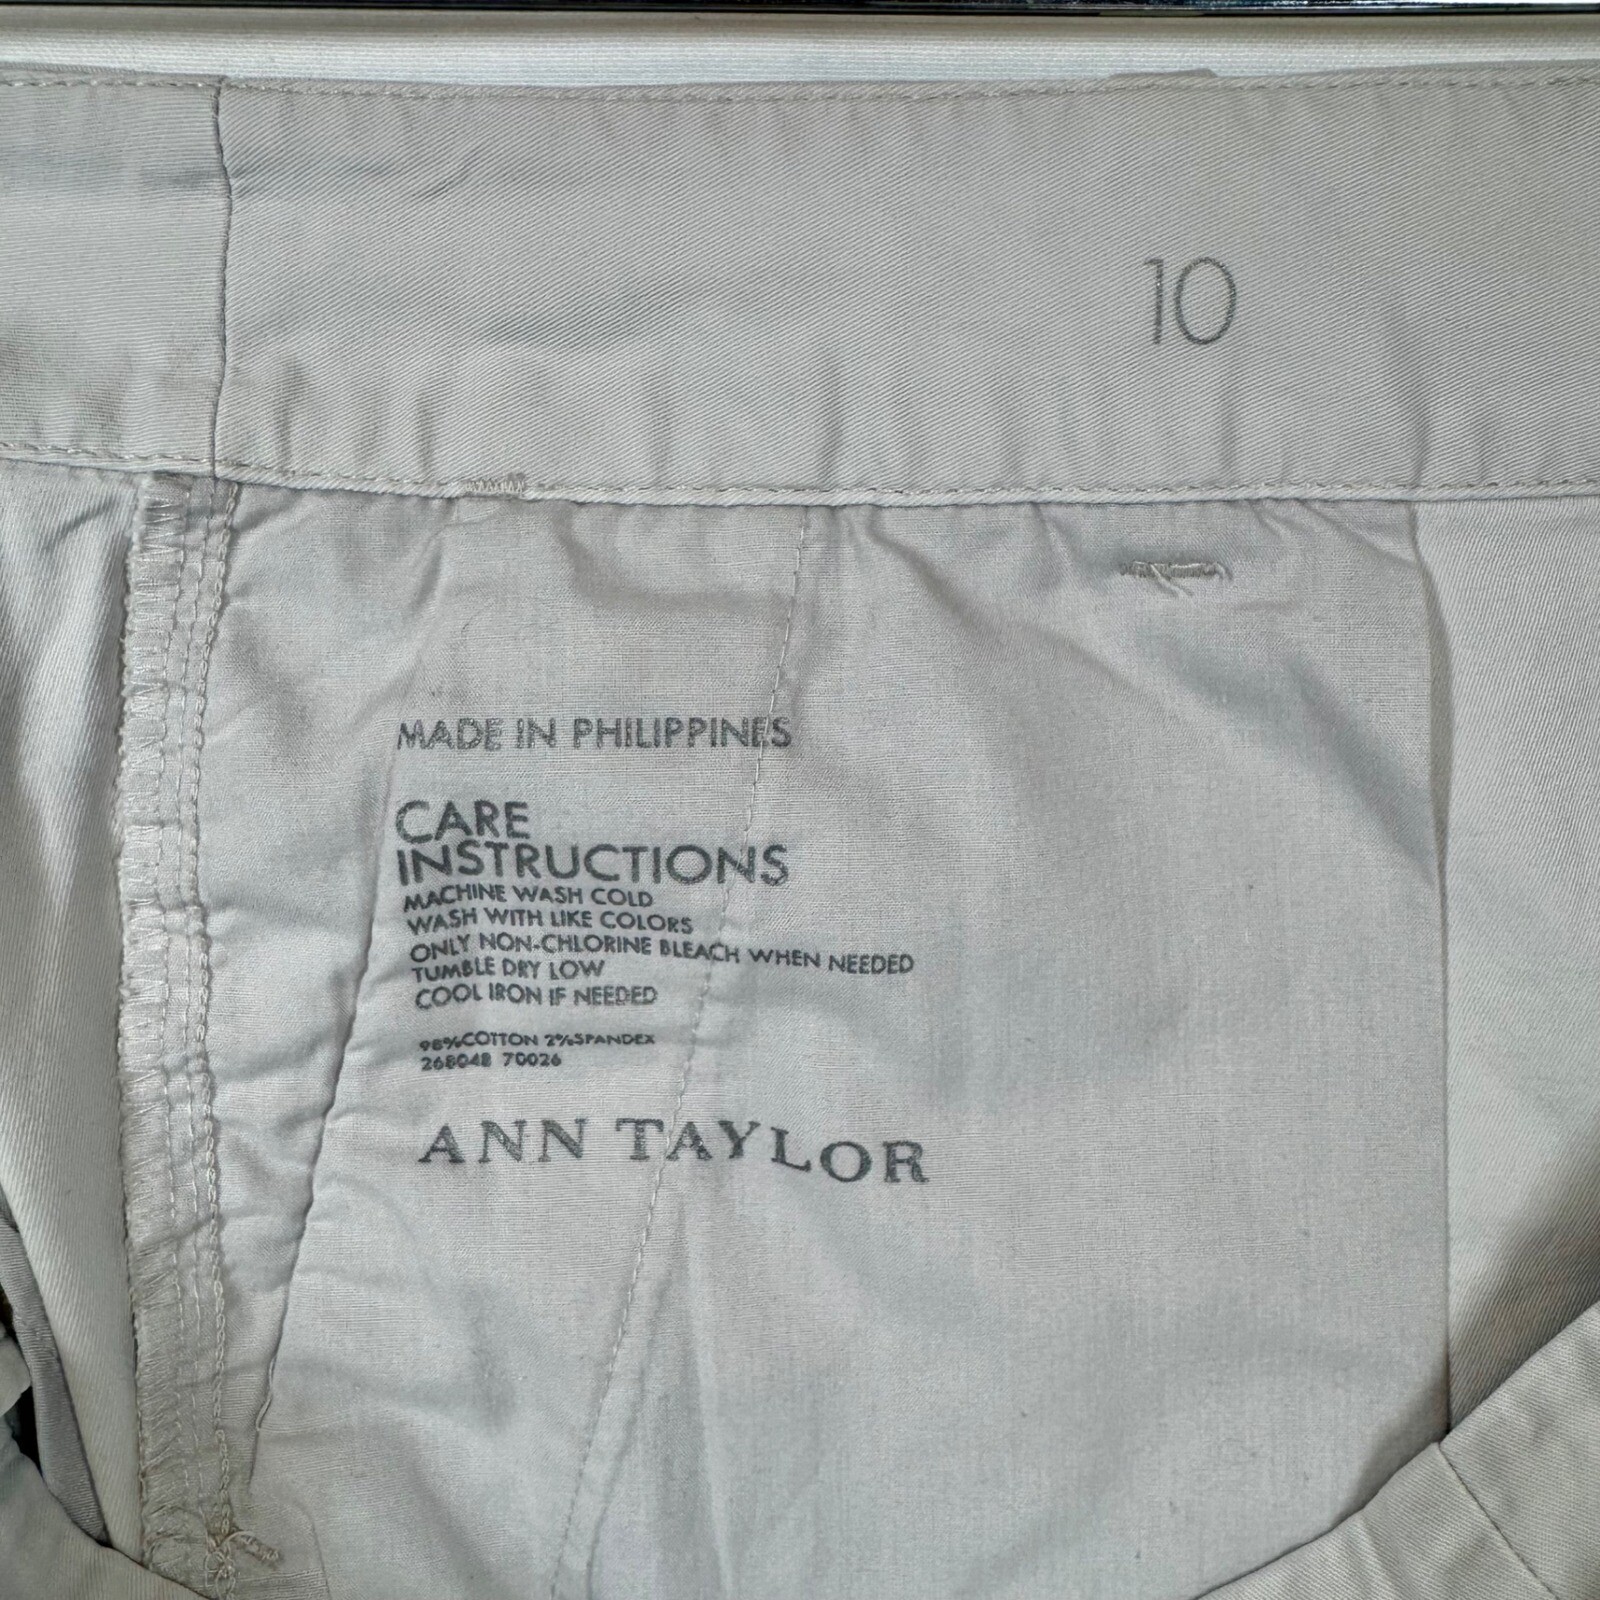 10
MADE IN PHILIPPINES
CARE
INSTRUCTIONS
MACHINE WASH COLD
WASH WITH LIKE COLORS
ONLY NON-CHLORINE BLEACH WHEN NEEDED
TUMBLE DRY LOW
COOL IRON IF NEEDED
98%COTTON 2%SPANDEX
268048 70026
ANN TAYLOR